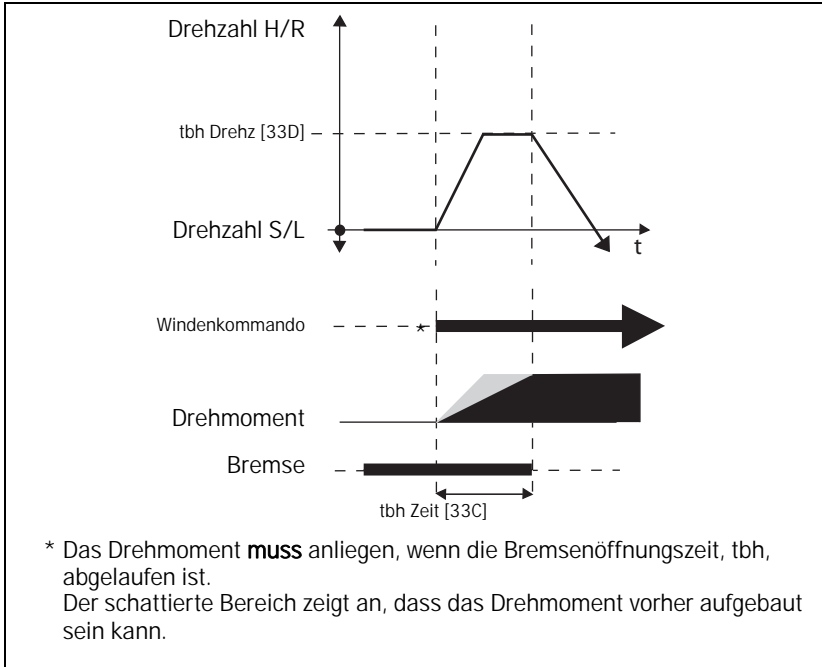 Drehzahl H/R
tbh Drehz [33D]
Drehzahl S/L
t
Windenkommando
*
Drehmoment
Bremse
tbh Zeit [33C]
* Das Drehmoment muss anliegen, wenn die Bremsenöffnungszeit, tbh,
abgelaufen ist.
Der schattierte Bereich zeigt an, dass das Drehmoment vorher aufgebaut
sein kann.